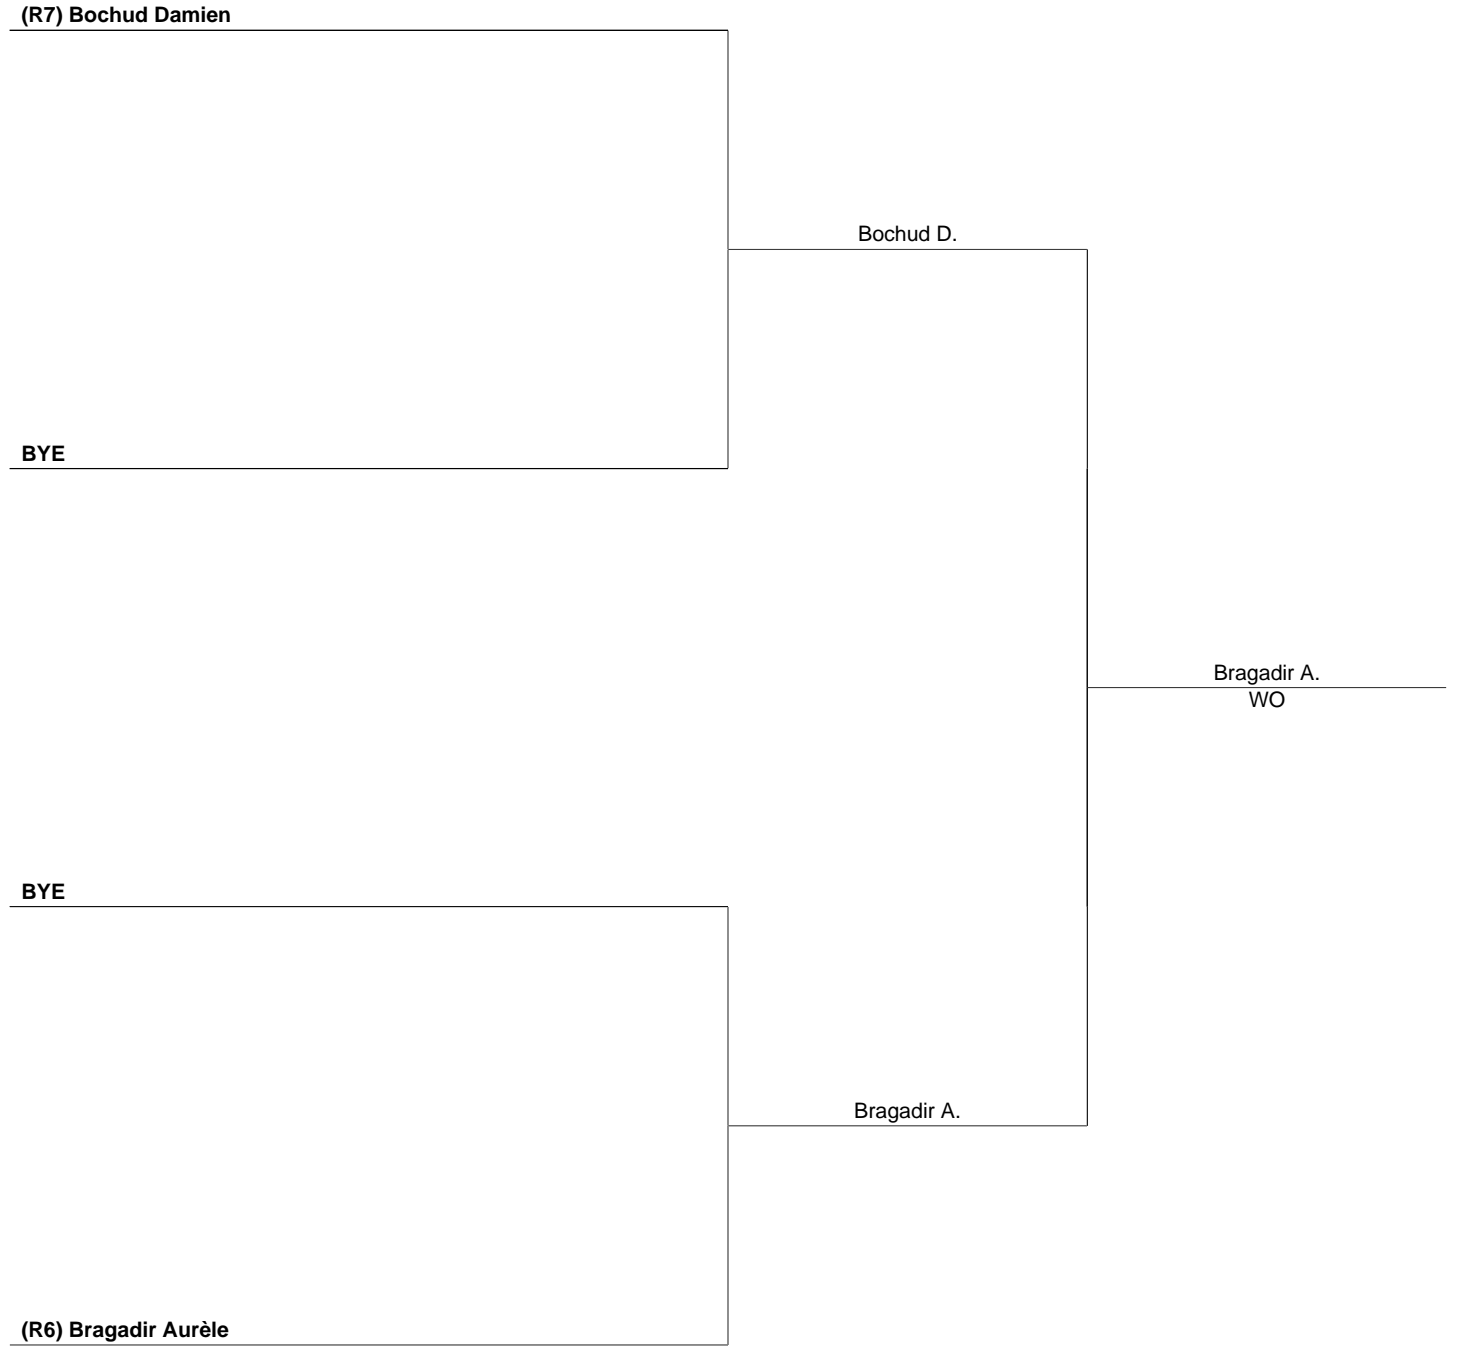 (R7) Bochud Damien
Bochud D.
BYE
Bragadir A.
WO
BYE
Bragadir A.
(R6) Bragadir Aurèle